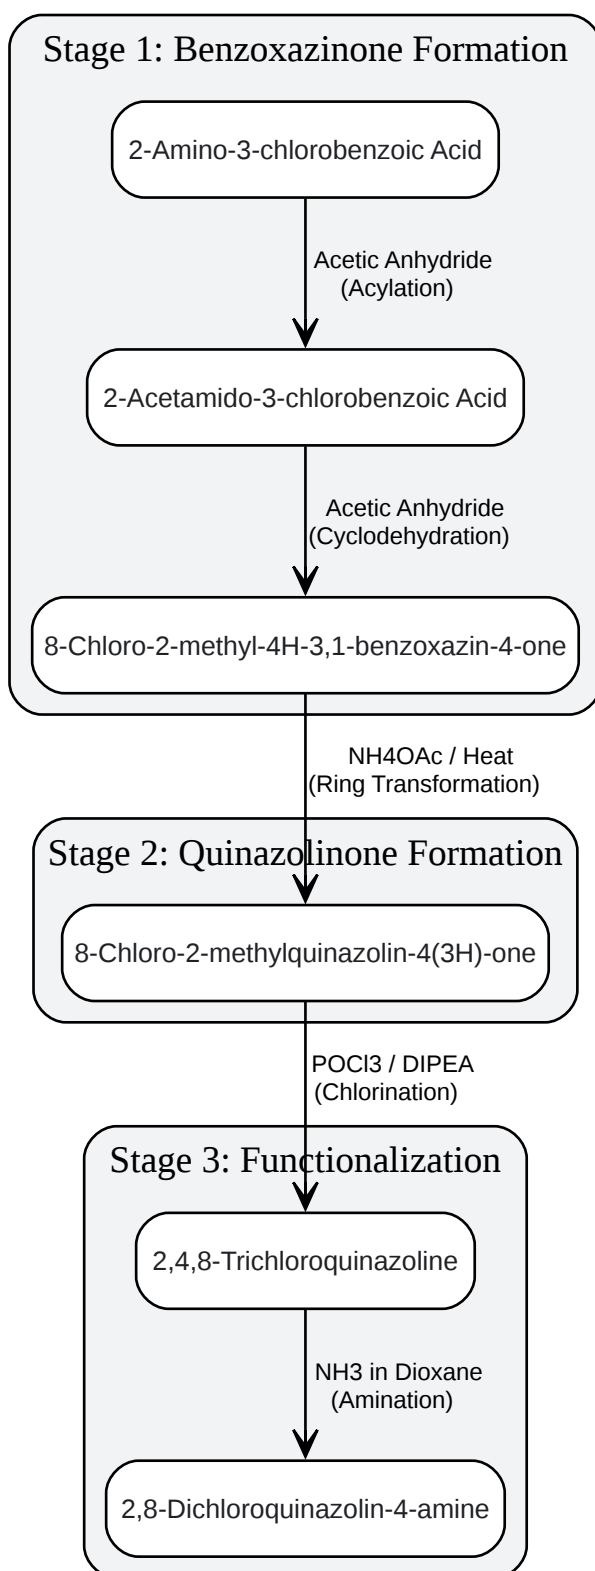 Stage 1: Benzoxazinone Formation
2-Amino-3-chlorobenzoic Acid
Acetic Anhydride
(Acylation)
2-Acetamido-3-chlorobenzoic Acid
Acetic Anhydride
(Cyclodehydration)
8-Chloro-2-methyl-4H-3,1-benzoxazin-4-one
NH4OAc / Heat
(Ring Transformation)
Stage 2: Quinazolinone Formation
8-Chloro-2-methylquinazolin-4(3H)-one
POCl3 / DIPEA
(Chlorination)
Stage 3: Functionalization
2,4,8-Trichloroquinazoline
NH3 in Dioxane
(Amination)
2,8-Dichloroquinazolin-4-amine